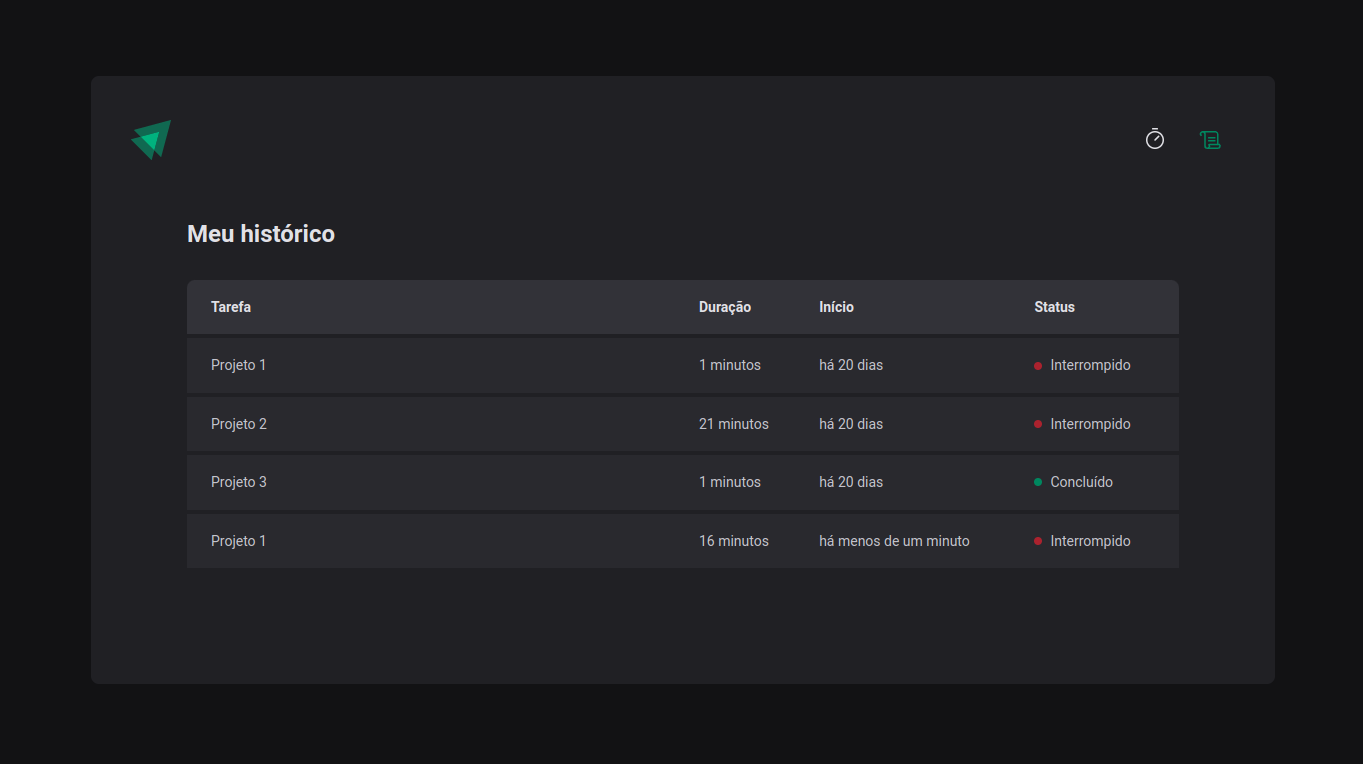 Meu histórico
Tarefa Duração Início Status
Projeto 1 1 minutos há 20 dias Interrompido
Projeto 2 21 minutos há 20 dias Interrompido
Projeto 3 1 minutos há 20 dias Concluído
Projeto 1 16 minutos há menos de um minuto Interrompido